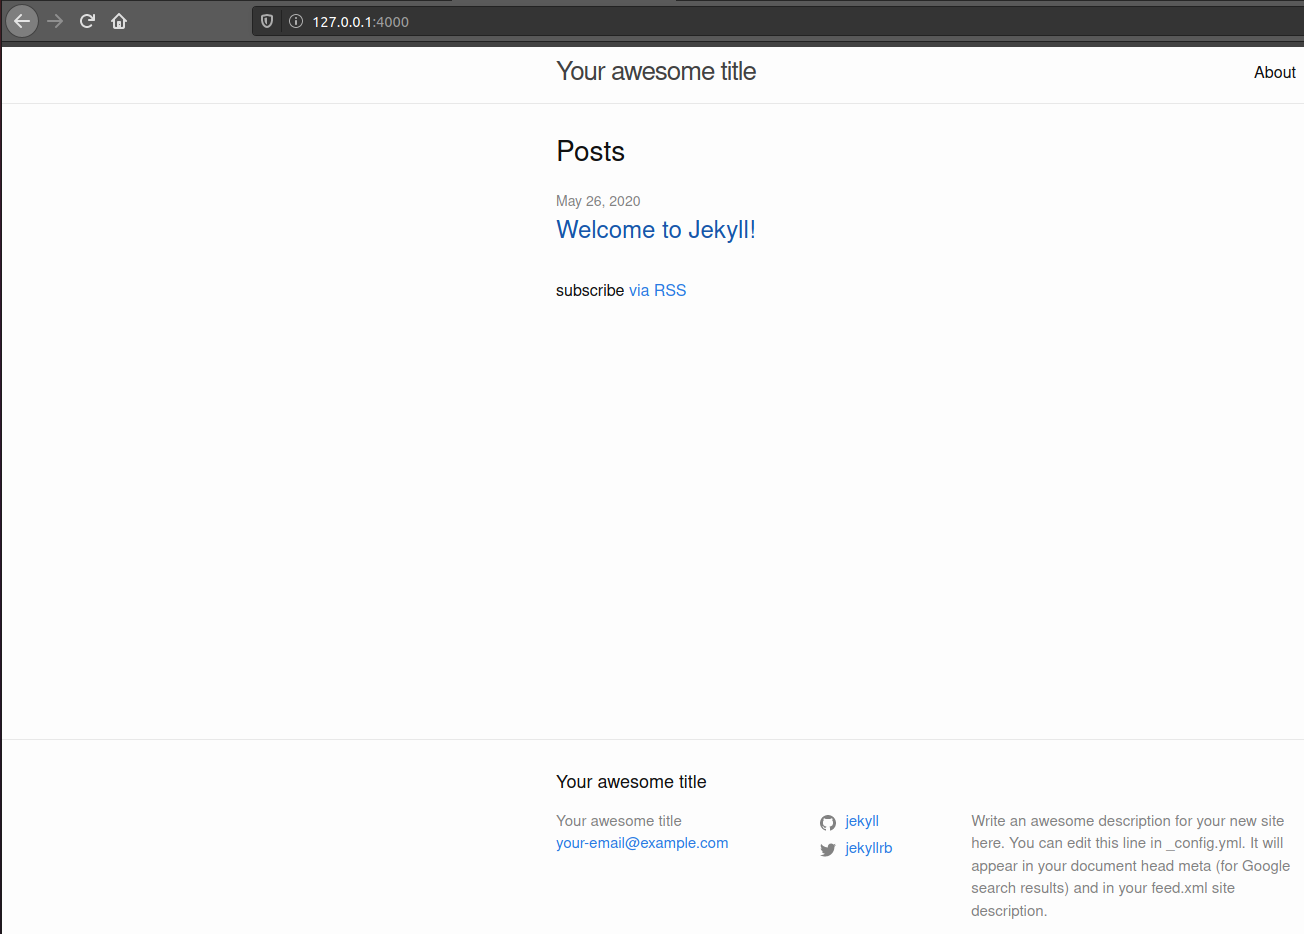 127.0.0.1:4000
Your awesome title
About
Posts
May 26, 2020
Welcome to Jekyll!
subscribe via RSS
Your awesome title
Your awesome title
your-email@example.com
jekyll
jekyllrb
Write an awesome description for your new site
here. You can edit this line in _config.yml. It will
appear in your document head meta (for Google
search results) and in your feed.xml site
description.